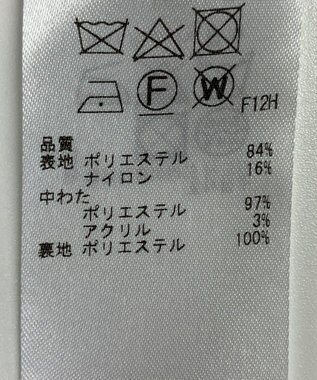 F W F12H
品質
表地 ポリエステル 84%
ナイロン 16%
中わた
ポリエステル 97%
アクリル 3%
裏地 ポリエステル 100%